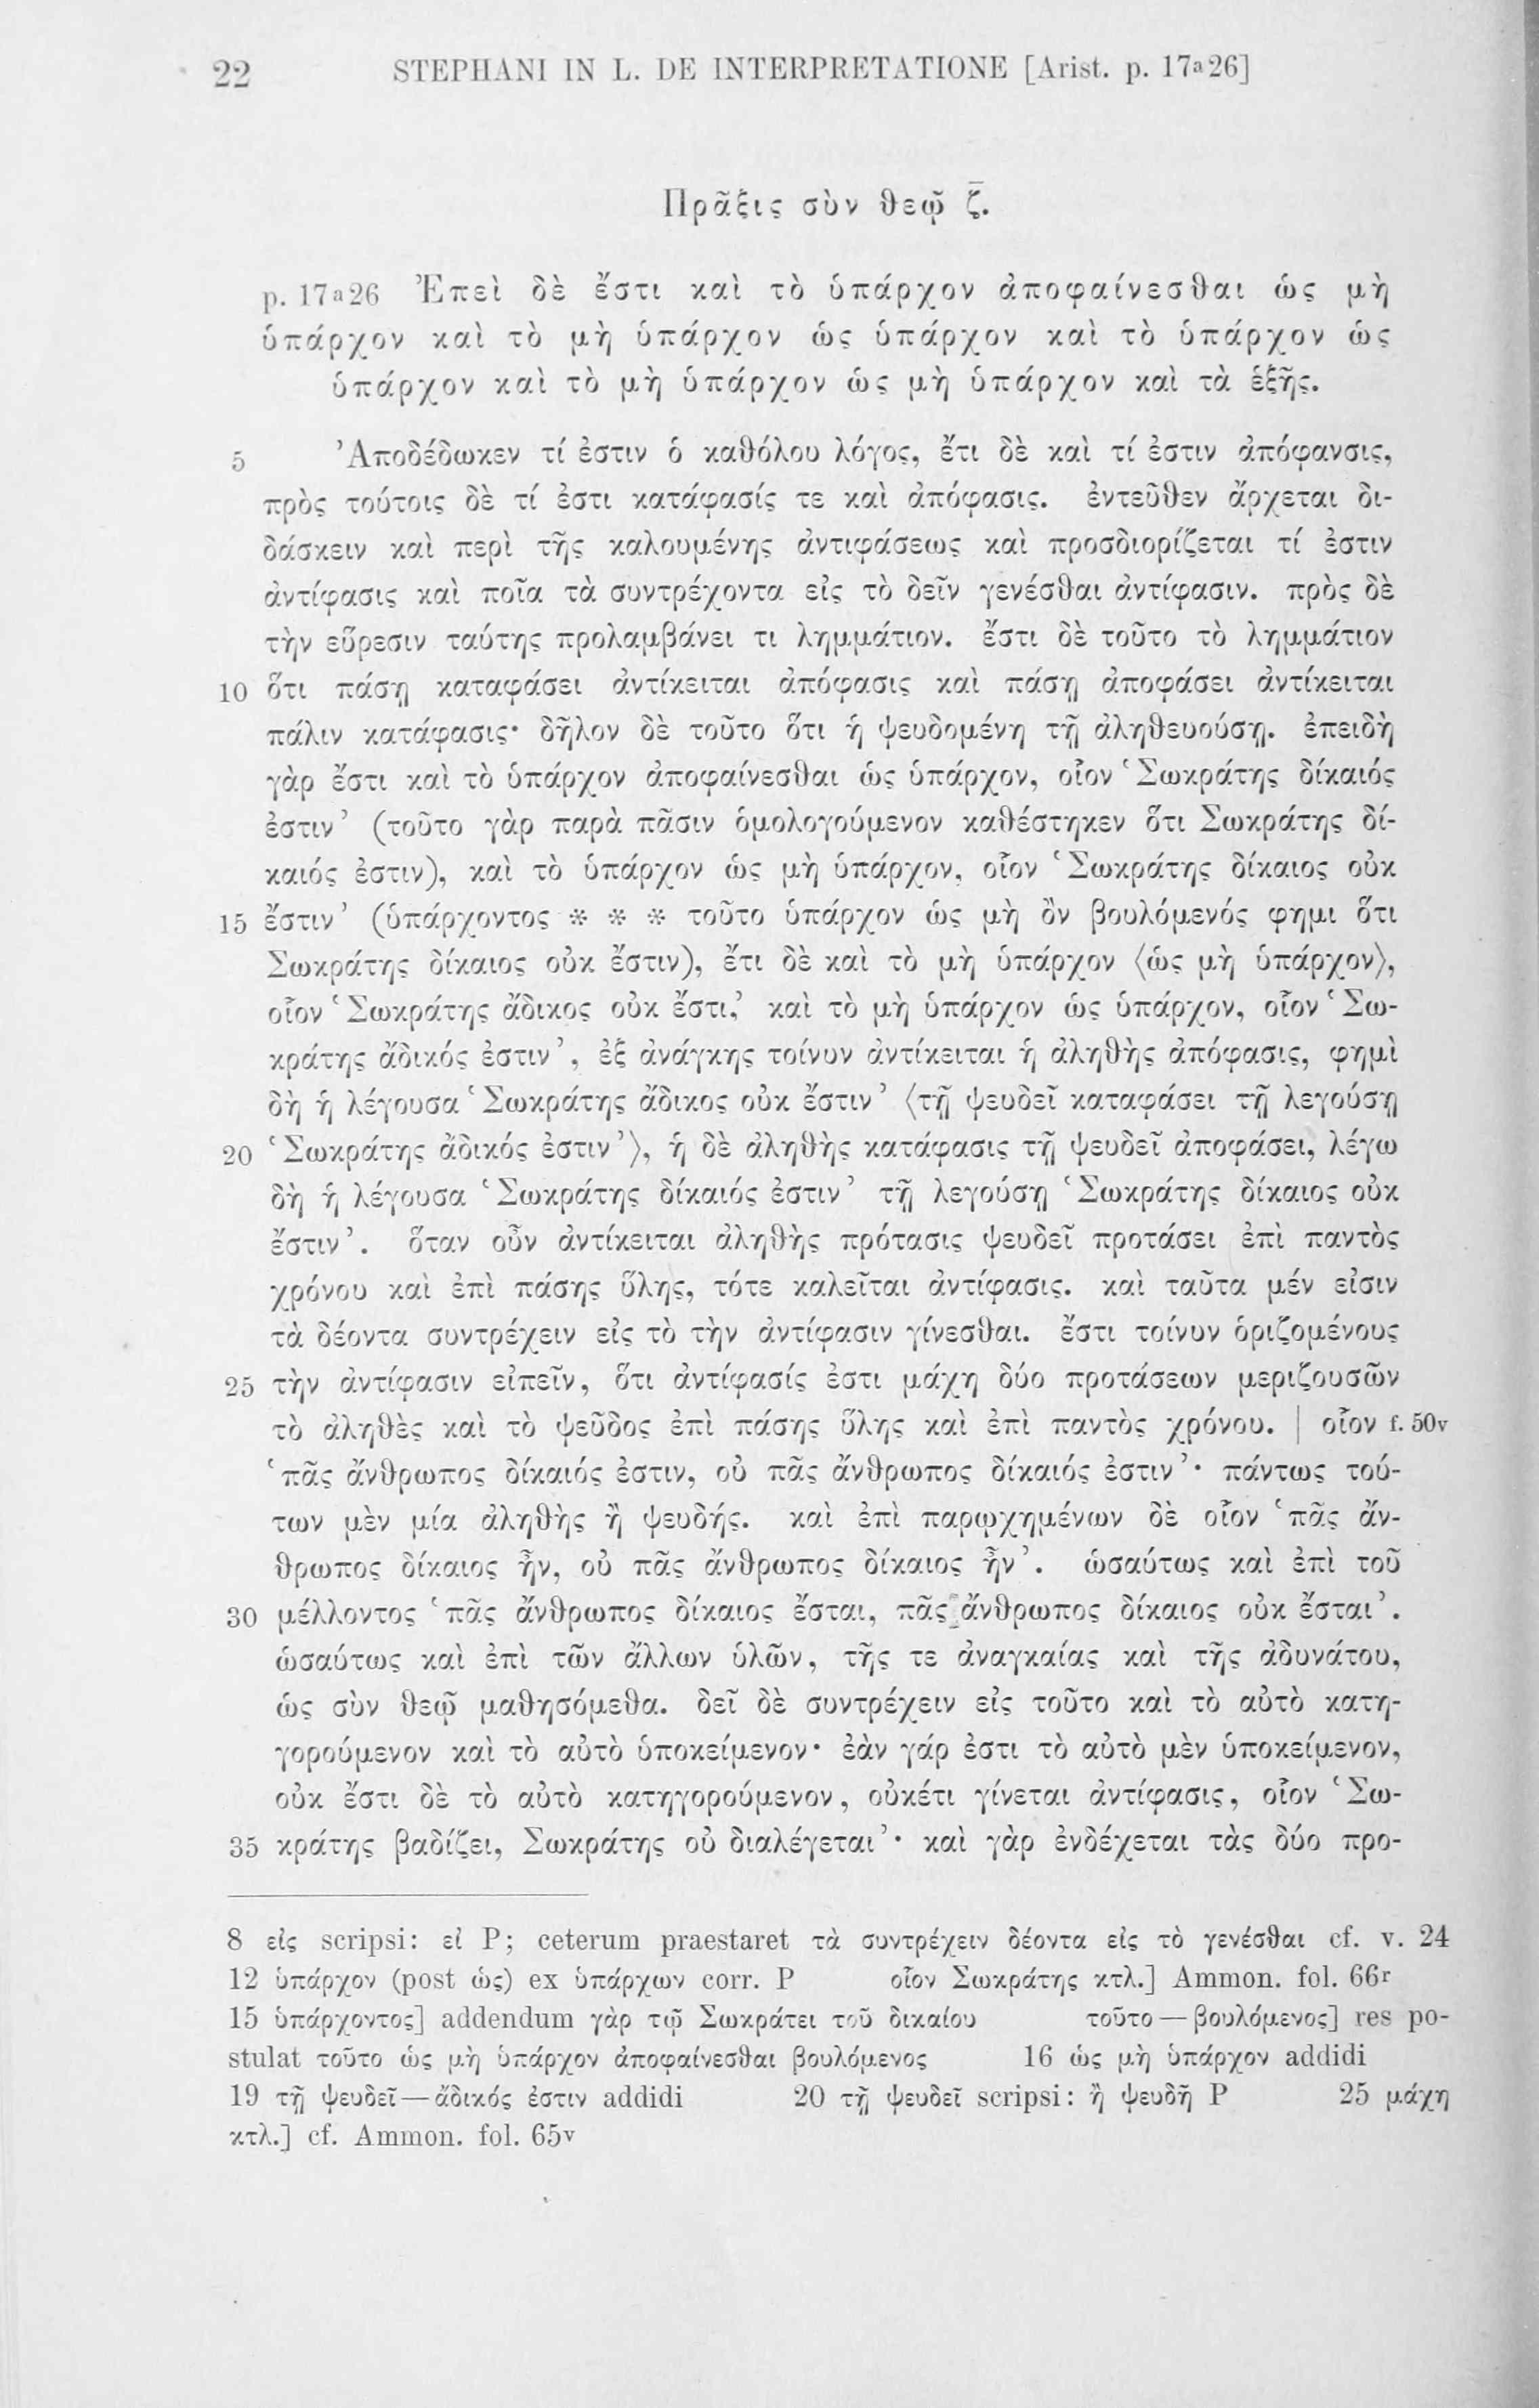 22 STEPHANI IN L. DE INTERPRETATIONE [Arist. p. 17a26]
Πρᾶξις σὺν θεῷ ζ̄.
p. 17a26 Ἐπεὶ δὲ ἔστι καὶ τὸ ὑπάρχον ἀποφαίνεσθαι ὡς μὴ
ὑπάρχον καὶ τὸ μὴ ὑπάρχον ὡς ὑπάρχον καὶ τὸ ὑπάρχον ὡς
ὑπάρχον καὶ τὸ μὴ ὑπάρχον ὡς μὴ ὑπάρχον καὶ τὰ ἑξῆς.
5 Ἀποδέδωκεν τί ἐστιν ὁ καθόλου λόγος, ἔτι δὲ καὶ τί ἐστιν ἀπόφανσις,
πρὸς τούτοις δὲ τί ἐστι κατάφασίς τε καὶ ἀπόφασις. ἐντεῦθεν ἄρχεται δι-
δάσκειν καὶ περὶ τῆς καλουμένης ἀντιφάσεως καὶ προσδιορίζεται τί ἐστιν
ἀντίφασις καὶ ποῖα τὰ συντρέχοντα εἰς τὸ δεῖν γενέσθαι ἀντίφασιν. πρὸς δὲ
τὴν εὕρεσιν ταύτης προλαμβάνει τι λημμάτιον. ἔστι δὲ τοῦτο τὸ λημμάτιον
10 ὅτι πάσῃ καταφάσει ἀντίκειται ἀπόφασις καὶ πάσῃ ἀποφάσει ἀντίκειται
πάλιν κατάφασις· δῆλον δὲ τοῦτο ὅτι ἡ ψευδομένη τῇ ἀληθευούσῃ. ἐπειδὴ
γὰρ ἔστι καὶ τὸ ὑπάρχον ἀποφαίνεσθαι ὡς ὑπάρχον, οἷον ‘Σωκράτης δίκαιός
ἐστιν’ (τοῦτο γὰρ παρὰ πᾶσιν ὁμολογούμενον καθέστηκεν ὅτι Σωκράτης δί-
καιός ἐστιν), καὶ τὸ ὑπάρχον ὡς μὴ ὑπάρχον, οἷον ‘Σωκράτης δίκαιος οὐκ
15 ἔστιν’ (ὑπάρχοντος * * * τοῦτο ὑπάρχον ὡς μὴ ὂν βουλόμενός φημι ὅτι
Σωκράτης δίκαιος οὐκ ἔστιν), ἔτι δὲ καὶ τὸ μὴ ὑπάρχον ⟨ὡς μὴ ὑπάρχον⟩,
οἷον ‘Σωκράτης ἄδικος οὐκ ἔστι,’ καὶ τὸ μὴ ὑπάρχον ὡς ὑπάρχον, οἷον ‘Σω-
κράτης ἄδικός ἐστιν’, ἐξ ἀνάγκης τοίνυν ἀντίκειται ἡ ἀληθὴς ἀπόφασις, φημὶ
δὴ ἡ λέγουσα ‘Σωκράτης ἄδικος οὐκ ἔστιν’ ⟨τῇ ψευδεῖ καταφάσει τῇ λεγούσῃ
20 ‘Σωκράτης ἄδικός ἐστιν’⟩, ἡ δὲ ἀληθὴς κατάφασις τῇ ψευδεῖ ἀποφάσει, λέγω
δὴ ἡ λέγουσα ‘Σωκράτης δίκαιός ἐστιν’ τῇ λεγούσῃ ‘Σωκράτης δίκαιος οὐκ
ἔστιν’. ὅταν οὖν ἀντίκειται ἀληθὴς πρότασις ψευδεῖ προτάσει ἐπὶ παντὸς
χρόνου καὶ ἐπὶ πάσης ὕλης, τότε καλεῖται ἀντίφασις. καὶ ταῦτα μέν εἰσιν
τὰ δέοντα συντρέχειν εἰς τὸ τὴν ἀντίφασιν γίνεσθαι. ἔστι τοίνυν ὁριζομένους
25 τὴν ἀντίφασιν εἰπεῖν, ὅτι ἀντίφασίς ἐστι μάχη δύο προτάσεων μεριζουσῶν
τὸ ἀληθὲς καὶ τὸ ψεῦδος ἐπὶ πάσης ὕλης καὶ ἐπὶ παντὸς χρόνου. | οἷον f. 50v
‘πᾶς ἄνθρωπος δίκαιός ἐστιν, οὐ πᾶς ἄνθρωπος δίκαιός ἐστιν’· πάντως τού-
των μὲν μία ἀληθὴς ἢ ψευδής. καὶ ἐπὶ παρῳχημένων δὲ οἷον ‘πᾶς ἄν-
θρωπος δίκαιος ἦν, οὐ πᾶς ἄνθρωπος δίκαιος ἦν’. ὡσαύτως καὶ ἐπὶ τοῦ
30 μέλλοντος ‘πᾶς ἄνθρωπος δίκαιος ἔσται, πᾶς ἄνθρωπος δίκαιος οὐκ ἔσται’.
ὡσαύτως καὶ ἐπὶ τῶν ἄλλων ὑλῶν, τῆς τε ἀναγκαίας καὶ τῆς ἀδυνάτου,
ὡς σὺν θεῷ μαθησόμεθα. δεῖ δὲ συντρέχειν εἰς τοῦτο καὶ τὸ αὐτὸ κατη-
γορούμενον καὶ τὸ αὐτὸ ὑποκείμενον· ἐὰν γάρ ἐστι τὸ αὐτὸ μὲν ὑποκείμενον,
οὐκ ἔστι δὲ τὸ αὐτὸ κατηγορούμενον, οὐκέτι γίνεται ἀντίφασις, οἷον ‘Σω-
35 κράτης βαδίζει, Σωκράτης οὐ διαλέγεται’· καὶ γὰρ ἐνδέχεται τὰς δύο προ-
8 εἰς scripsi: εἰ P; ceterum praestaret τὰ συντρέχειν δέοντα εἰς τὸ γενέσθαι cf. v. 24
12 ὑπάρχον (post ὡς) ex ὑπάρχων corr. P οἷον Σωκράτης κτλ.] Ammon. fol. 66r
15 ὑπάρχοντος] addendum γὰρ τῷ Σωκράτει τοῦ δικαίου τοῦτο — βουλόμενος] res po-
stulat τοῦτο ὡς μὴ ὑπάρχον ἀποφαίνεσθαι βουλόμενος 16 ὡς μὴ ὑπάρχον addidi
19 τῇ ψευδεῖ — ἄδικός ἐστιν addidi 20 τῇ ψευδεῖ scripsi: ἢ ψευδῆ P 25 μάχη
κτλ.] cf. Ammon. fol. 65v